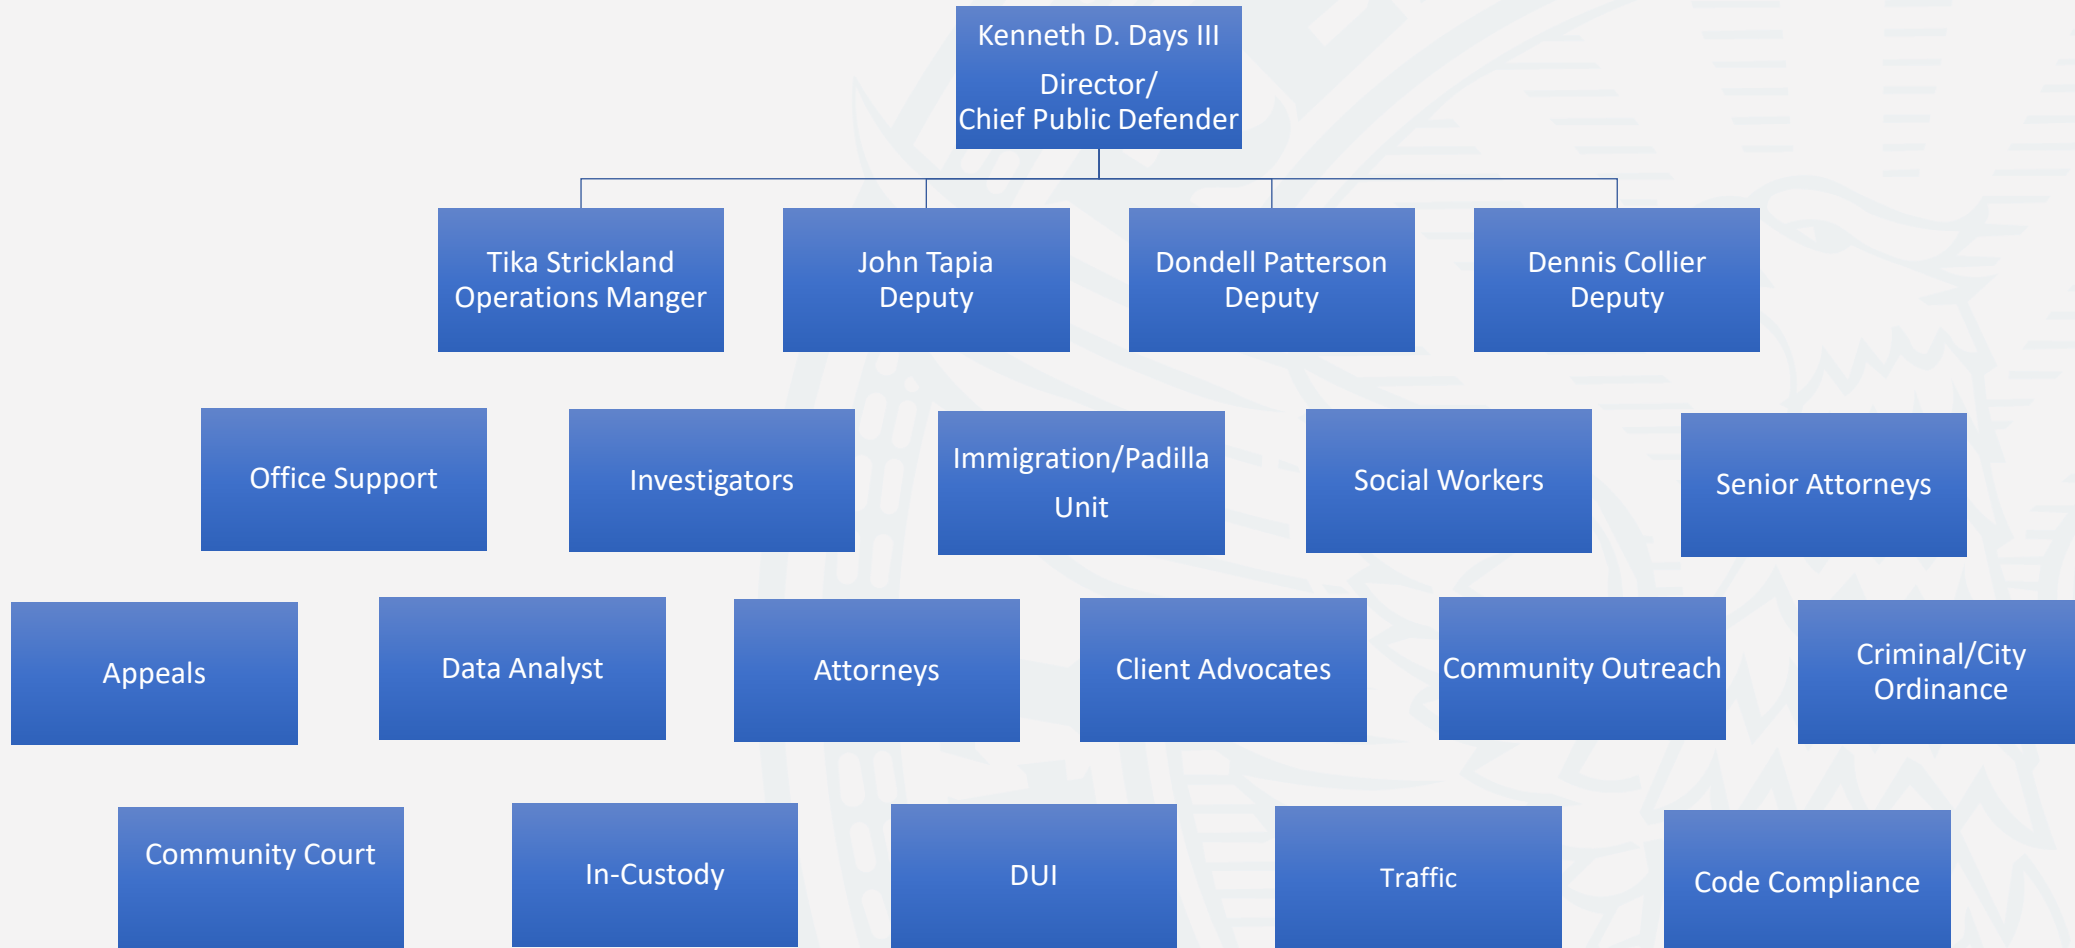 Kenneth D. Days III
Director/
Chief Public Defender
Tika Strickland
Operations Manger
John Tapia
Deputy
Dondell Patterson
Deputy
Dennis Collier
Deputy
Office Support
Investigators
Immigration/Padilla
Unit
Social Workers
Senior Attorneys
Appeals
Data Analyst
Attorneys
Client Advocates
Community Outreach
Criminal/City
Ordinance
Community Court
In-Custody
DUI
Traffic
Code Compliance